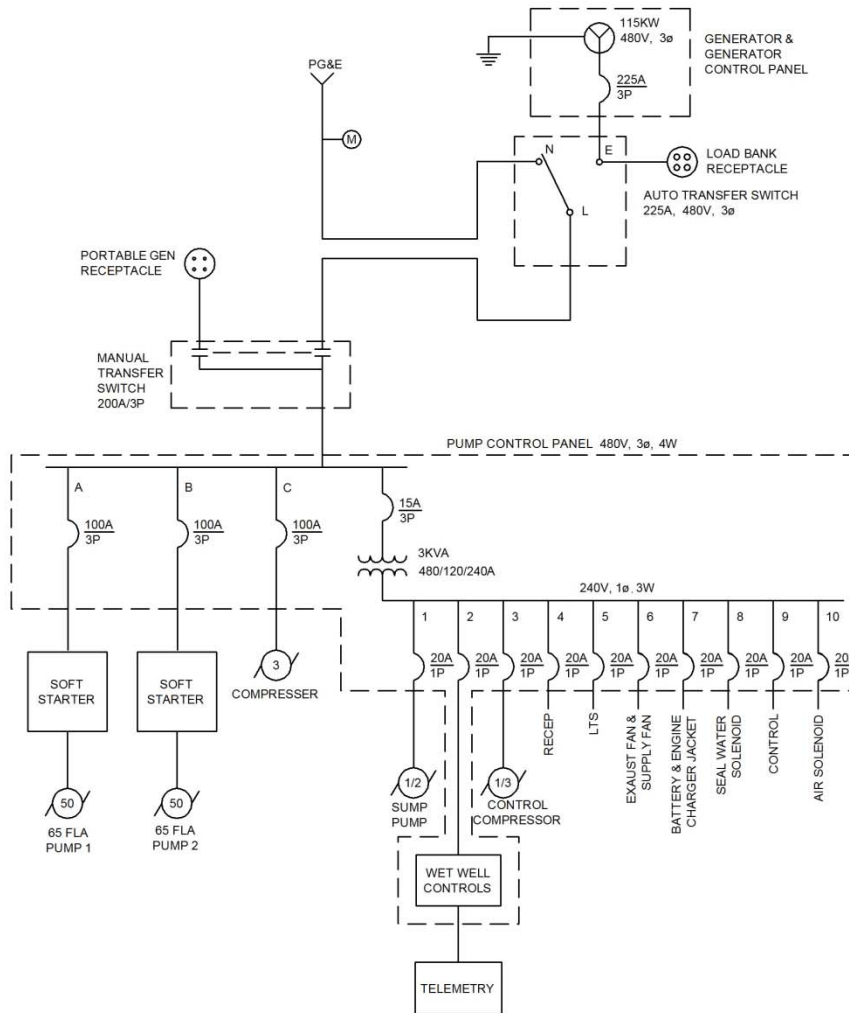 115KW
480V, 3ø
GENERATOR &
GENERATOR
CONTROL PANEL
PG&E
225A
3P
M
N
E
LOAD BANK
RECEPTACLE
L
AUTO TRANSFER SWITCH
225A, 480V, 3ø
PORTABLE GEN
RECEPTACLE
MANUAL
TRANSFER
SWITCH
200A/3P
PUMP CONTROL PANEL 480V, 3ø, 4W
A
B
C
100A
3P
100A
3P
100A
3P
15A
3P
3KVA
480/120/240A
240V, 1ø, 3W
1 2 3 4 5 6 7 8 9 10
20A 20A 20A 20A 20A 20A 20A 20A 20A 20A
1P 1P 1P 1P 1P 1P 1P 1P 1P 1P
SOFT
STARTER
SOFT
STARTER
3
COMPRESSER
50
65 FLA
PUMP 1
50
65 FLA
PUMP 2
1/2
SUMP
PUMP
1/3
CONTROL
COMPRESSOR
RECEP
LTS
EXAUST FAN &
SUPPLY FAN
BATTERY & ENGINE
CHARGER JACKET
SEAL WATER
SOLENOID
CONTROL
AIR SOLENOID
WET WELL
CONTROLS
TELEMETRY